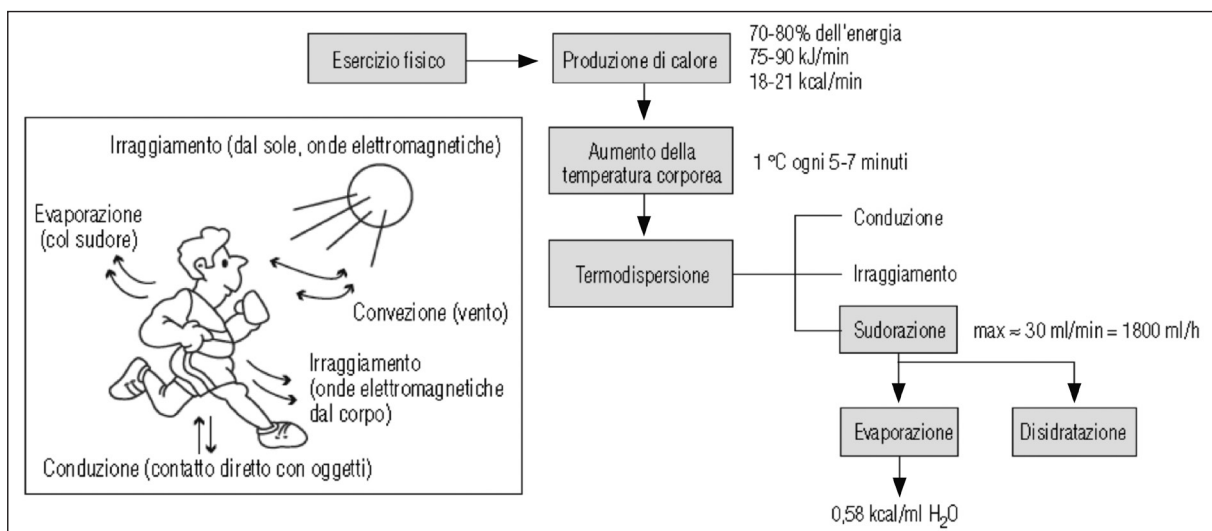 Esercizio fisico
Produzione di calore
70-80% dell'energia
75-90 kJ/min
18-21 kcal/min
Aumento della
temperatura corporea
1 °C ogni 5-7 minuti
Termodispersione
Conduzione
Irraggiamento
Sudorazione
max ≈ 30 ml/min = 1800 ml/h
Evaporazione
Disidratazione
0,58 kcal/ml H₂O
Irraggiamento (dal sole, onde elettromagnetiche)
Evaporazione
(col sudore)
Convezione (vento)
Irraggiamento
(onde elettromagnetiche
dal corpo)
Conduzione (contatto diretto con oggetti)